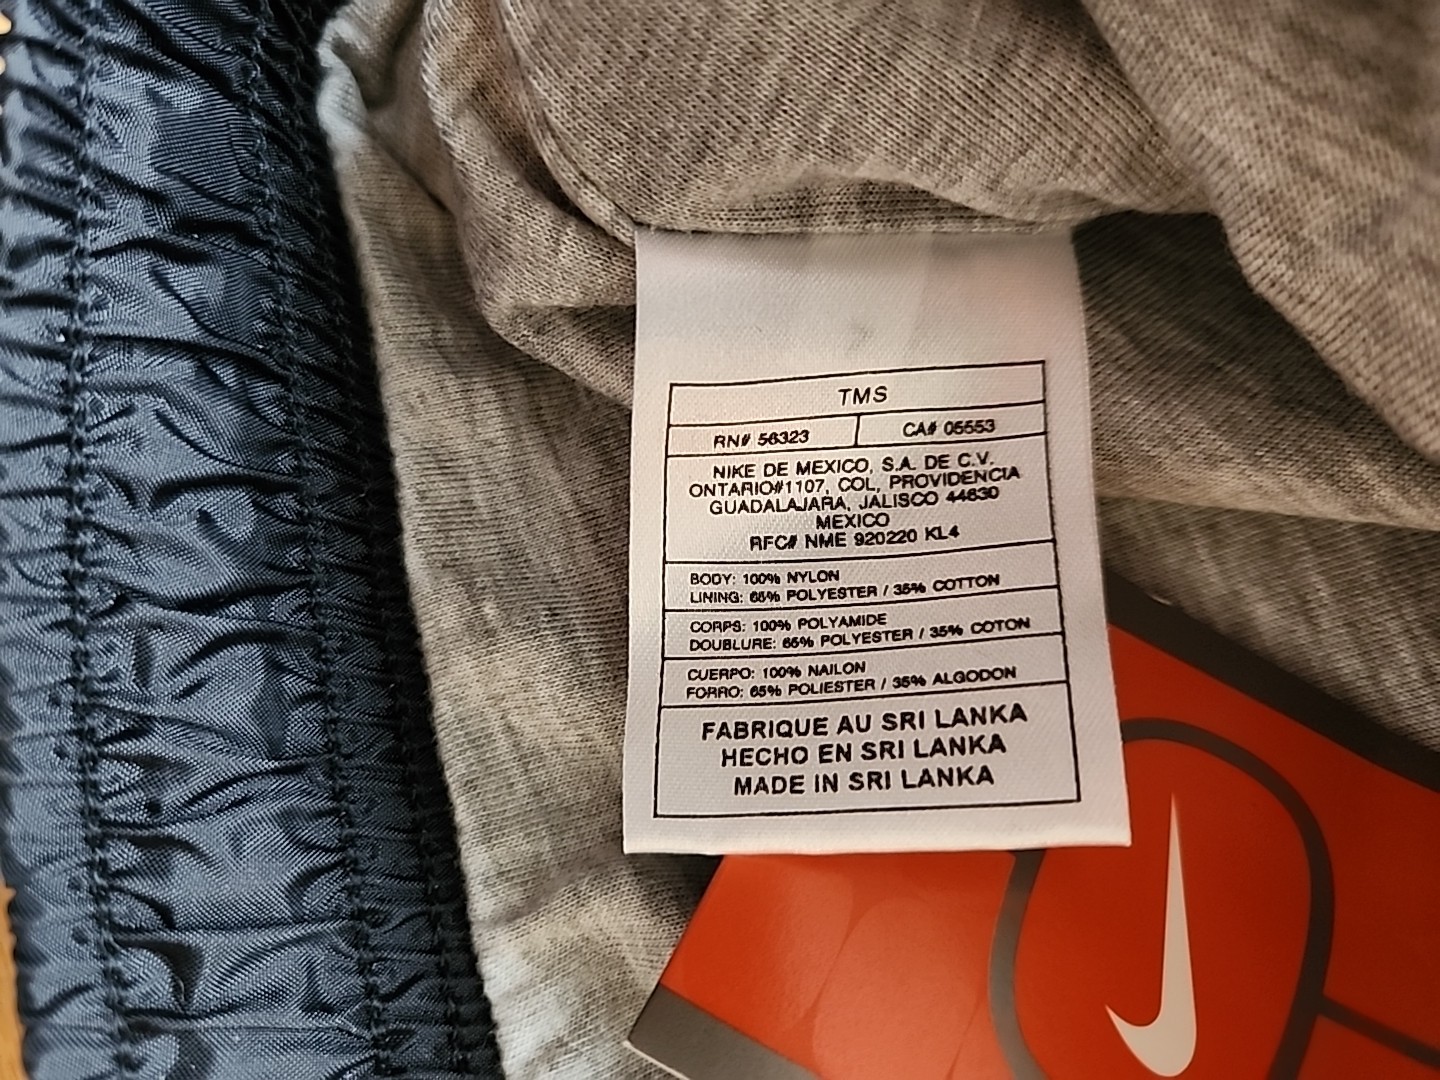 TMS
RN# 56323 CA# 05553
NIKE DE MEXICO, S.A. DE C.V.
ONTARIO#1107, COL, PROVIDENCIA
GUADALAJARA, JALISCO 44630
MEXICO
RFC# NME 920220 KL4
BODY: 100% NYLON
LINING: 65% POLYESTER / 35% COTTON
CORPS: 100% POLYAMIDE
DOUBLURE: 65% POLYESTER / 35% COTON
CUERPO: 100% NAILON
FORRO: 65% POLIESTER / 35% ALGODON
FABRIQUE AU SRI LANKA
HECHO EN SRI LANKA
MADE IN SRI LANKA